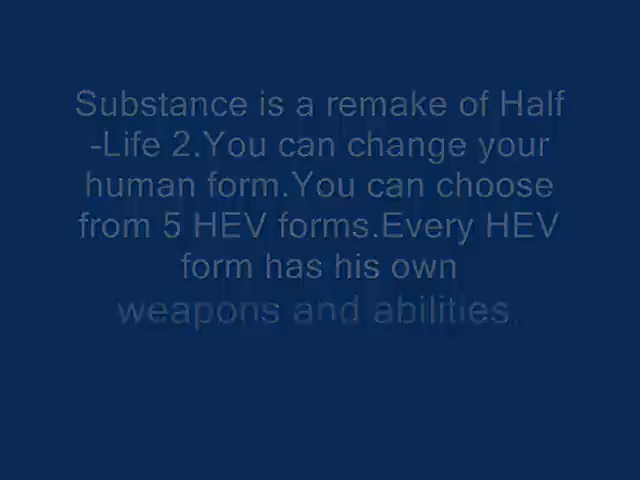 Substance is a remake of Half
-Life 2.You can change your
human form.You can choose
from 5 HEV forms.Every HEV
form has his own
weapons and abilities.